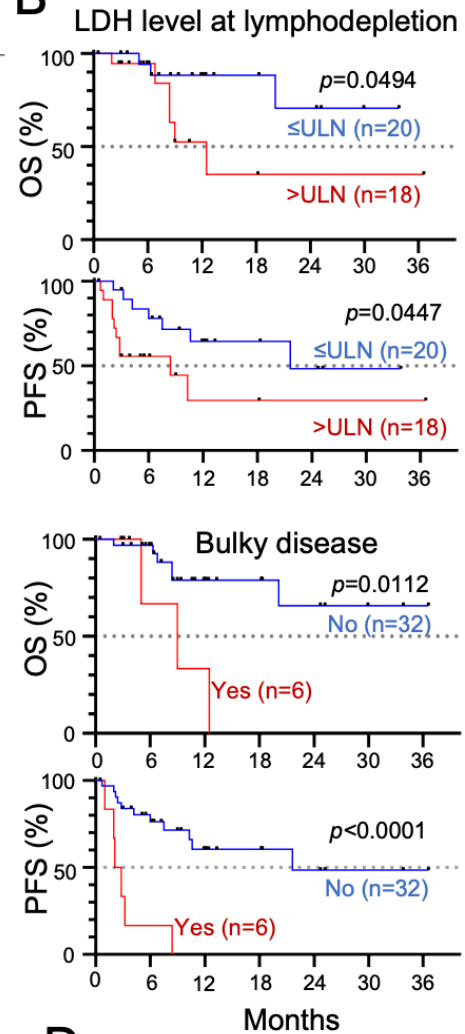 B
LDH level at lymphodepletion
OS (%)
100
50
0
p=0.0494
≤ULN (n=20)
>ULN (n=18)
0 6 12 18 24 30 36
PFS (%)
100
50
0
p=0.0447
≤ULN (n=20)
>ULN (n=18)
0 6 12 18 24 30 36
Bulky disease
OS (%)
100
50
0
p=0.0112
No (n=32)
Yes (n=6)
0 6 12 18 24 30 36
PFS (%)
100
50
0
p<0.0001
No (n=32)
Yes (n=6)
0 6 12 18 24 30 36
Months